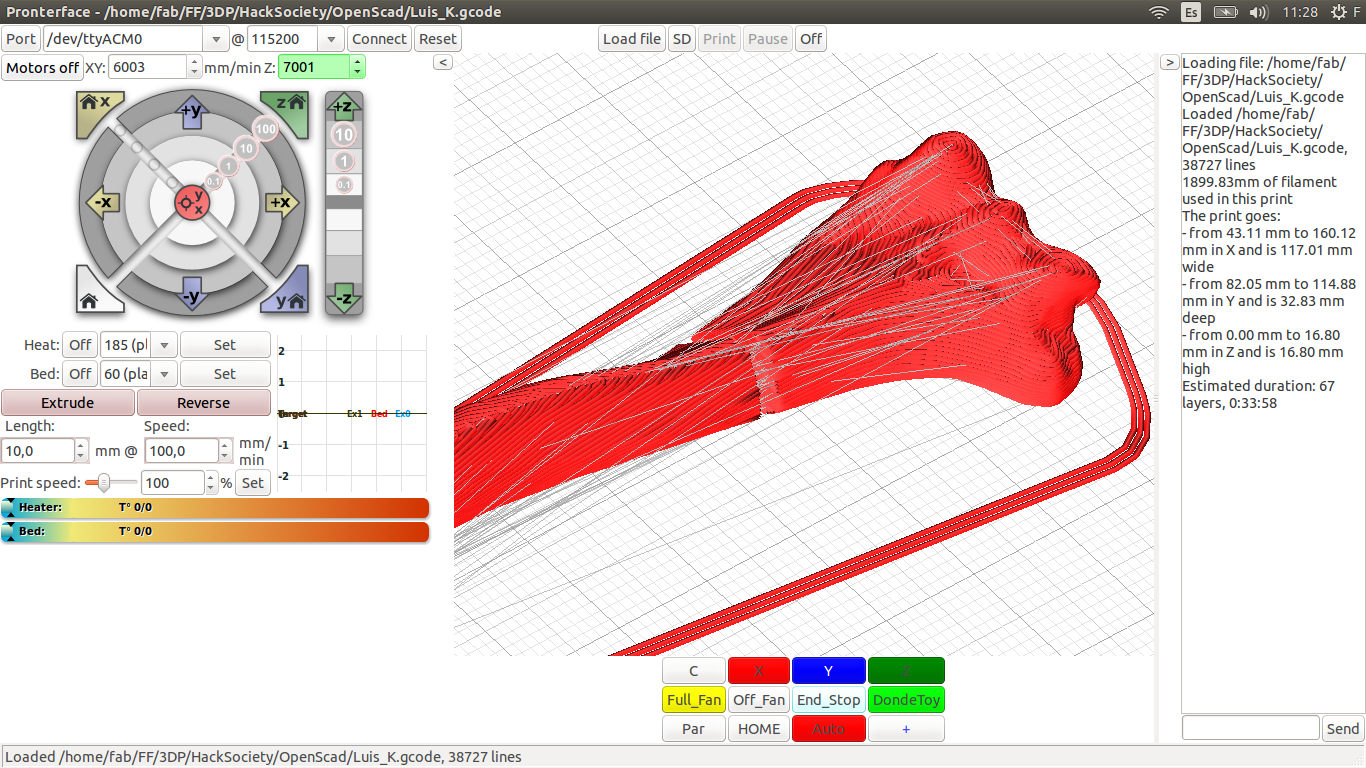 Pronterface - /home/fab/FF/3DP/HackSociety/OpenScad/Luis_K.gcode
Es
11:28
F
Port
/dev/ttyACM0
@
115200
Connect
Reset
Load file
SD
Print
Pause
Off
Motors off
XY:
6003
mm/min
Z:
7001
<
>
x
+y
z
+z
100
10
1
0.1
10
1
0.1
-x
y
x
+x
-y
y
-z
Heat:
Off
185 (pl
Set
Bed:
Off
60 (pla
Set
Extrude
Reverse
Length:
Speed:
10,0
mm @
100,0
mm/
min
Print speed:
100
%
Set
2
1
Target
Ex1
Bed
Ex0
-1
-2
Heater:
T° 0/0
Bed:
T° 0/0
Loading file: /home/fab/
FF/3DP/HackSociety/
OpenScad/Luis_K.gcode
Loaded /home/fab/
FF/3DP/HackSociety/
OpenScad/Luis_K.gcode,
38727 lines
1899.83mm of filament
used in this print
The print goes:
- from 43.11 mm to 160.12
mm in X and is 117.01 mm
wide
- from 82.05 mm to 114.88
mm in Y and is 32.83 mm
deep
- from 0.00 mm to 16.80
mm in Z and is 16.80 mm
high
Estimated duration: 67
layers, 0:33:58
C
X
Y
Z
Full_Fan
Off_Fan
End_Stop
DondeToy
Par
HOME
Auto
+
Send
Loaded /home/fab/FF/3DP/HackSociety/OpenScad/Luis_K.gcode, 38727 lines